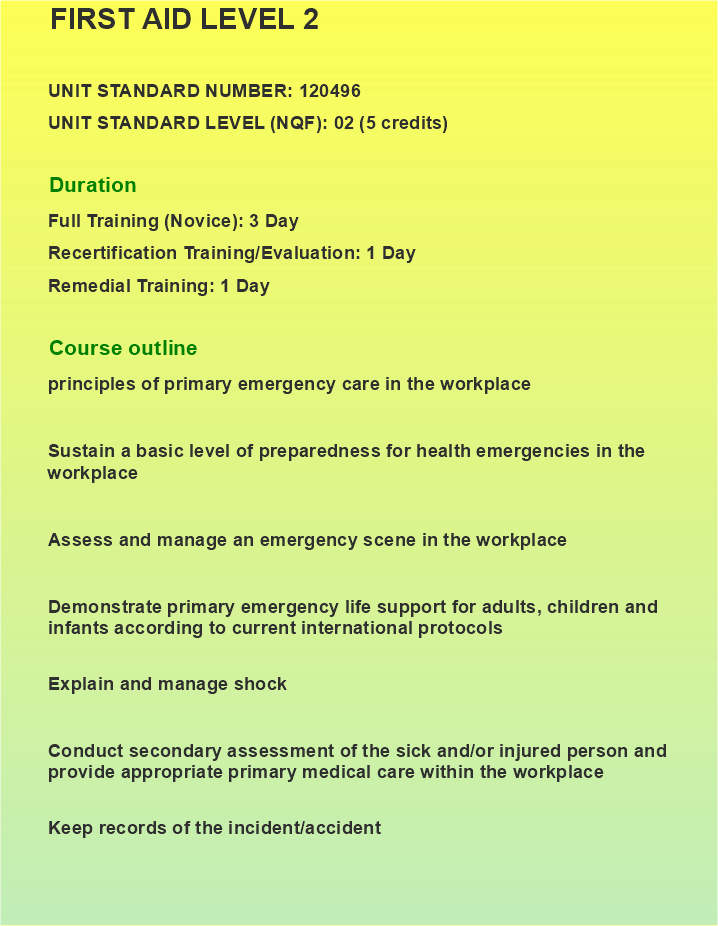 FIRST AID LEVEL 2
UNIT STANDARD NUMBER: 120496
UNIT STANDARD LEVEL (NQF): 02 (5 credits)
Duration
Full Training (Novice): 3 Day
Recertification Training/Evaluation: 1 Day
Remedial Training: 1 Day
Course outline
principles of primary emergency care in the workplace
Sustain a basic level of preparedness for health emergencies in the
workplace
Assess and manage an emergency scene in the workplace
Demonstrate primary emergency life support for adults, children and
infants according to current international protocols
Explain and manage shock
Conduct secondary assessment of the sick and/or injured person and
provide appropriate primary medical care within the workplace
Keep records of the incident/accident